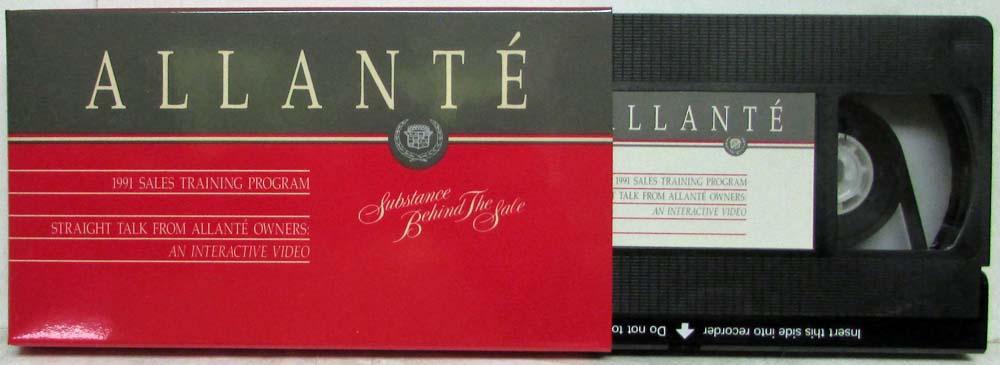 ALLANTÉ
1991 SALES TRAINING PROGRAM
STRAIGHT TALK FROM ALLANTÉ OWNERS:
AN INTERACTIVE VIDEO
Substance
Behind The Sale
LLANTÉ
1991 SALES TRAINING PROGRAM
TALK FROM ALLANTÉ OWNERS:
AN INTERACTIVE VIDEO
Insert this side into recorder
Do not to